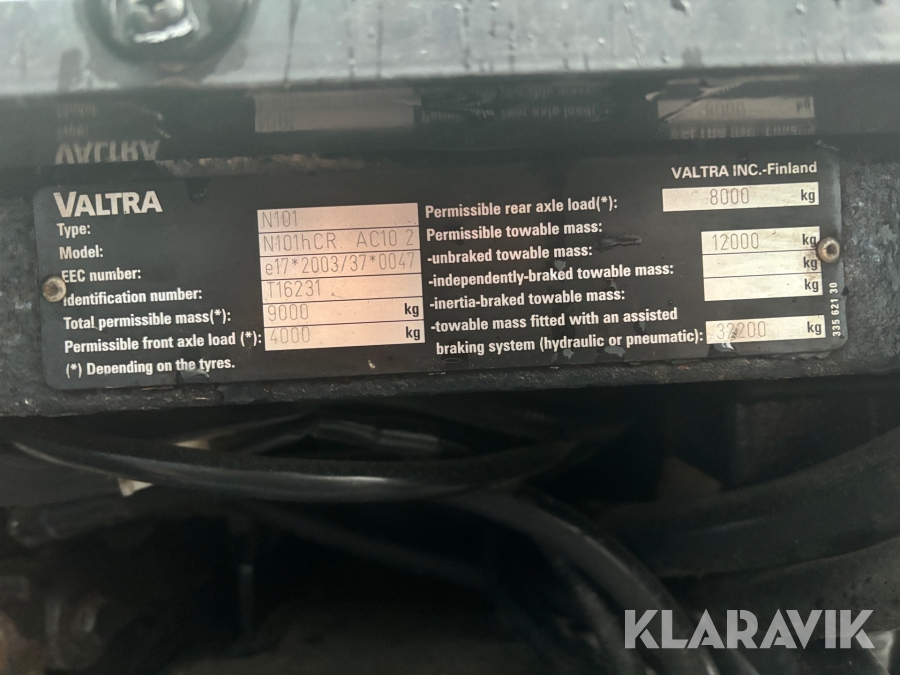 VALTRA
VALTRA INC.-Finland
Type: N101
Model: N101hCR. AC10.2
EEC number: e17*2003/37*0047
Identification number: T16231
Total permissible mass(*): 9000 kg
Permissible front axle load (*): 4000 kg
(*) Depending on the tyres.
Permissible rear axle load(*): 8000 kg
Permissible towable mass:
-unbraked towable mass: 12000 kg
-independently-braked towable mass: kg
-inertia-braked towable mass: kg
-towable mass fitted with an assisted
braking system (hydraulic or pneumatic): 32200 kg
335 621 30
KLARAVIK